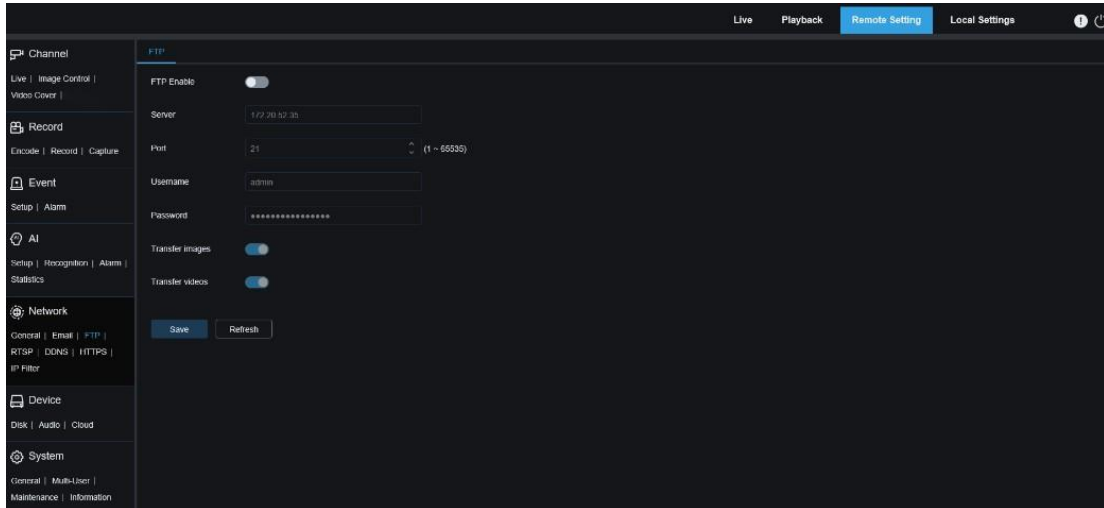 Live Playback Remote Setting Local Settings
Channel
Live | Image Control |
Video Cover |
Record
Encode | Record | Capture
Event
Setup | Alarm
AI
Setup | Recognition | Alarm |
Statistics
Network
General | Email | FTP |
RTSP | DDNS | HTTPS |
IP Filter
Device
Disk | Audio | Cloud
System
General | Multi-User |
Maintenance | Information
FTP
FTP Enable
Server 172.20.52.35
Port 21 (1 ~ 65535)
Username admin
Password ••••••••••••••••
Transfer images
Transfer videos
Save Refresh